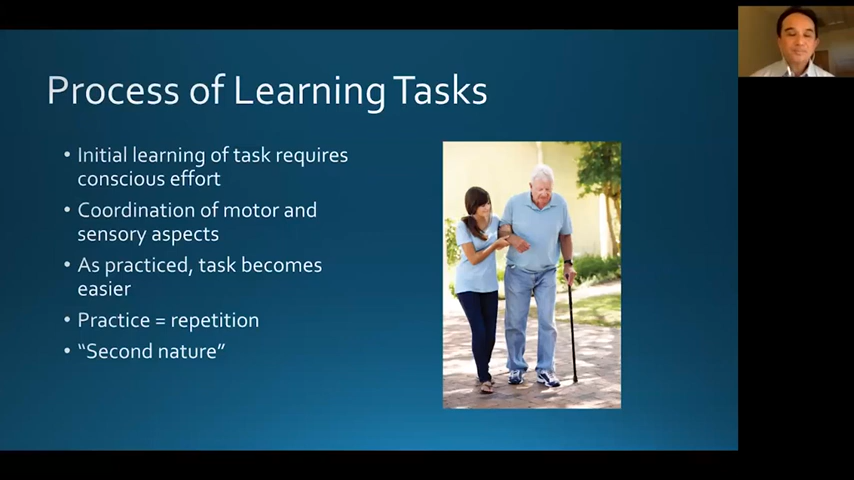 Process of Learning Tasks
• Initial learning of task requires
conscious effort
• Coordination of motor and
sensory aspects
• As practiced, task becomes
easier
• Practice = repetition
• “Second nature”